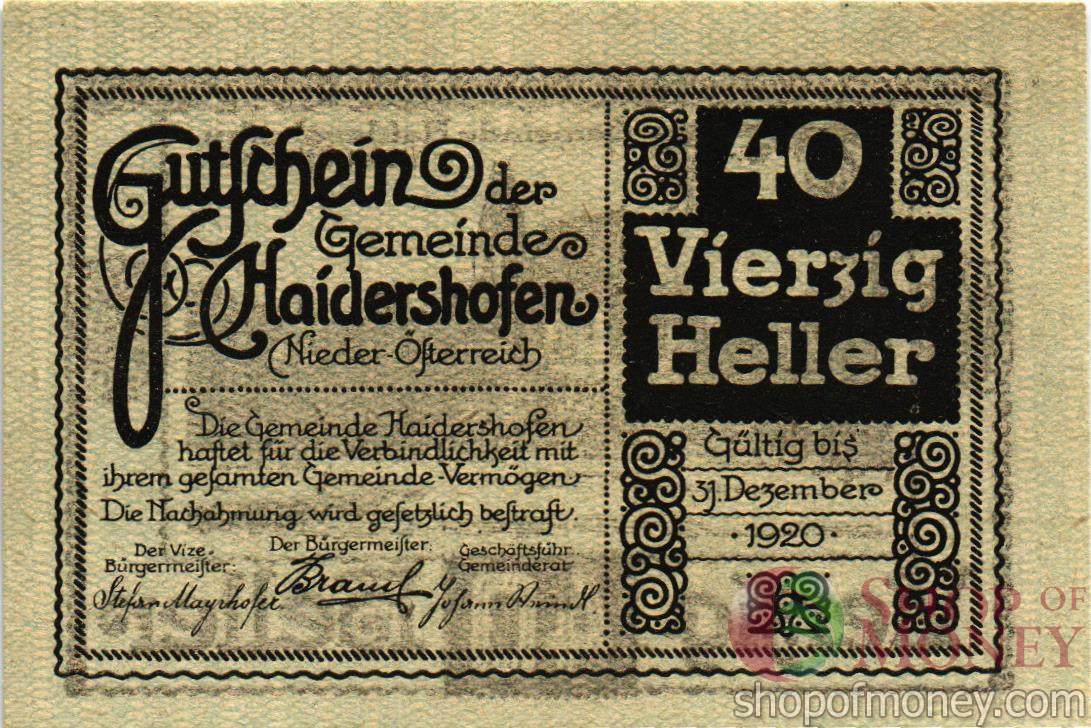 Gutschein der
Gemeinde
Haidershofen
Nieder-Österreich
Die Gemeinde Haidershofen
haftet für die Verbindlichkeit mit
ihrem gesamten Gemeinde-Vermögen
Die Nachahmung wird gesetzlich bestraft.
Der Vize-
Bürgermeister:
Stefan Mayrhofer
Der Bürgermeister:
Geschäftsführ.
Gemeinderat
Johann
40
Vierzig
Heller
Gültig bis
31. Dezember
·1920·
SHOP OF
MONEY
shopofmoney.com